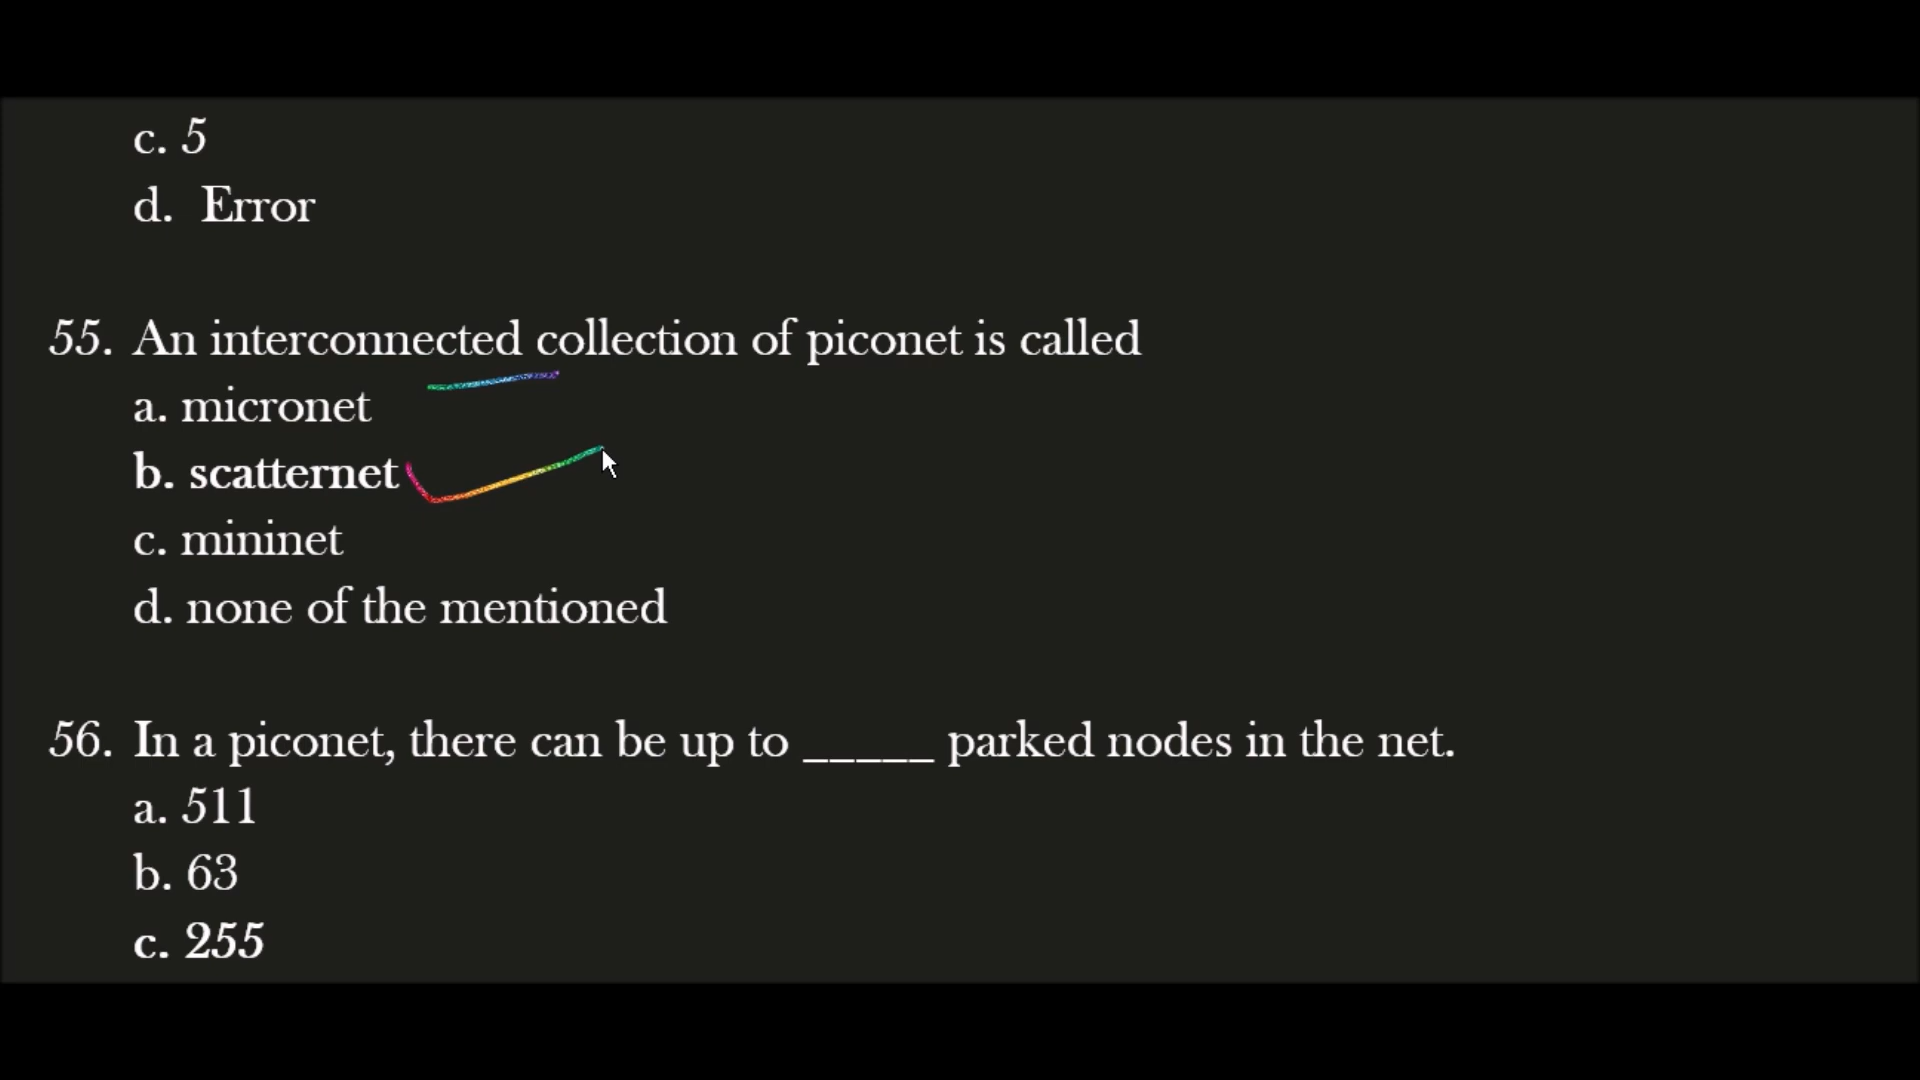 c. 5
d. Error
55. An interconnected collection of piconet is called
a. micronet
b. scatternet
c. mininet
d. none of the mentioned
56. In a piconet, there can be up to _____ parked nodes in the net.
a. 511
b. 63
c. 255